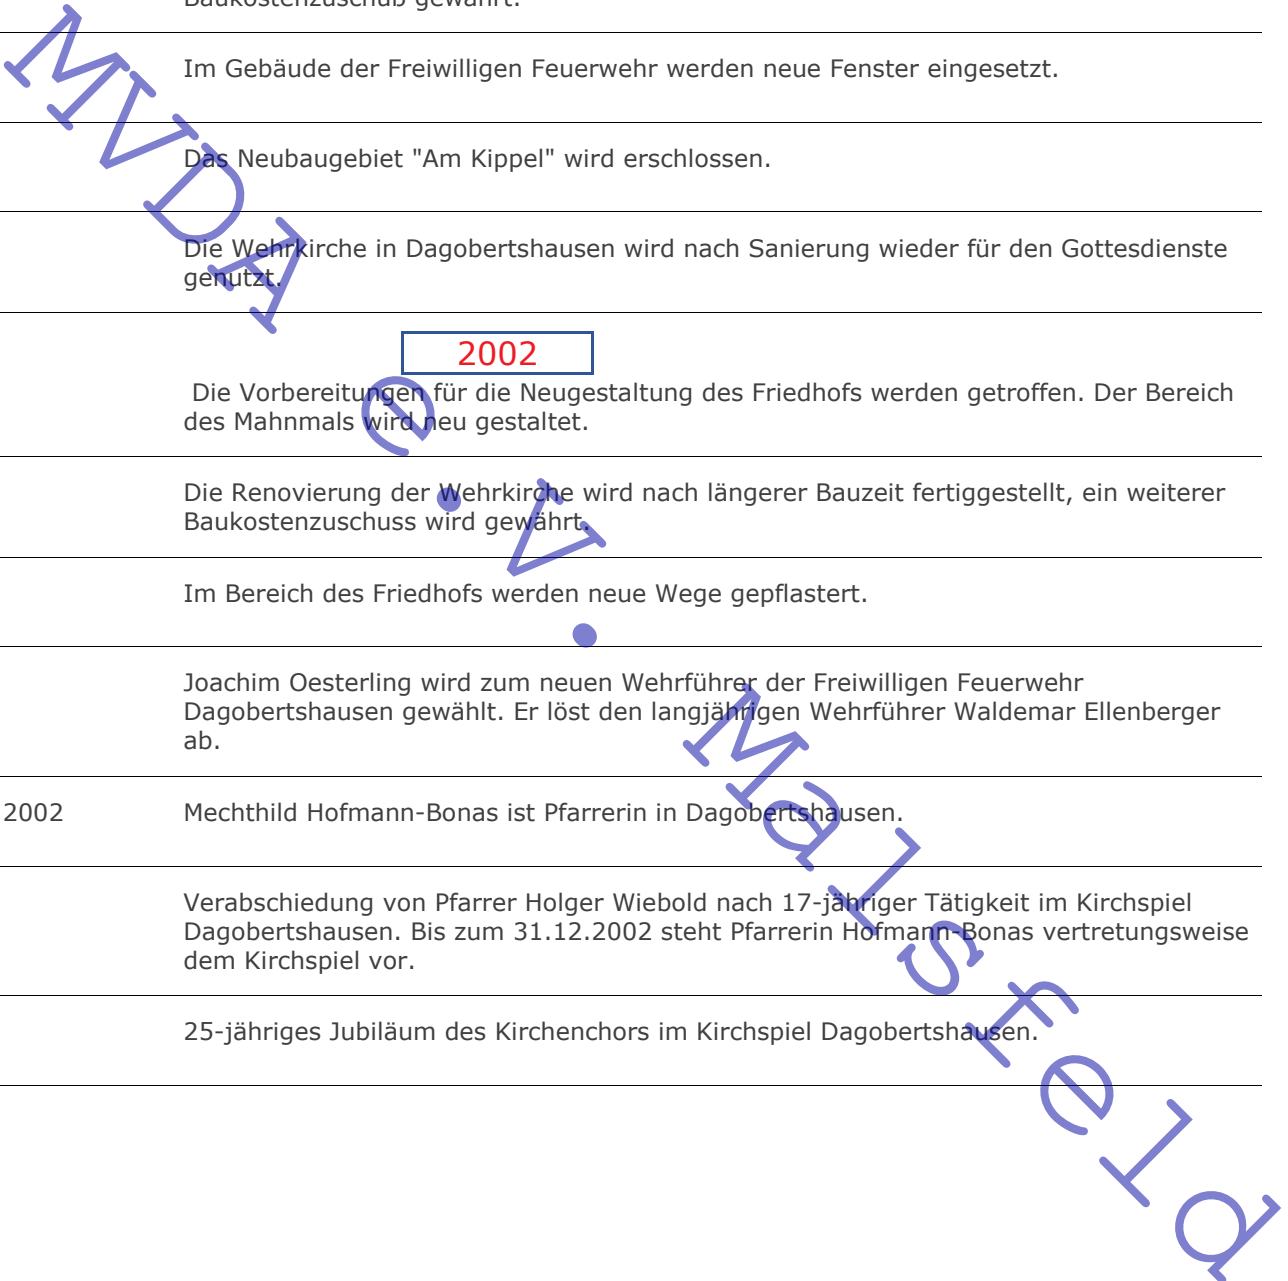 Baukostenzuschuß gewährt.
Im Gebäude der Freiwilligen Feuerwehr werden neue Fenster eingesetzt.
Das Neubaugebiet "Am Kippel" wird erschlossen.
Die Wehrkirche in Dagobertshausen wird nach Sanierung wieder für den Gottesdienste
genutzt.
2002
Die Vorbereitungen für die Neugestaltung des Friedhofs werden getroffen. Der Bereich
des Mahnmals wird neu gestaltet.
Die Renovierung der Wehrkirche wird nach längerer Bauzeit fertiggestellt, ein weiterer
Baukostenzuschuss wird gewährt.
Im Bereich des Friedhofs werden neue Wege gepflastert.
Joachim Oesterling wird zum neuen Wehrführer der Freiwilligen Feuerwehr
Dagobertshausen gewählt. Er löst den langjährigen Wehrführer Waldemar Ellenberger
ab.
2002 Mechthild Hofmann-Bonas ist Pfarrerin in Dagobertshausen.
Verabschiedung von Pfarrer Holger Wiebold nach 17-jähriger Tätigkeit im Kirchspiel
Dagobertshausen. Bis zum 31.12.2002 steht Pfarrerin Hofmann-Bonas vertretungsweise
dem Kirchspiel vor.
25-jähriges Jubiläum des Kirchenchors im Kirchspiel Dagobertshausen.
MVDA e.V. Malsfeld